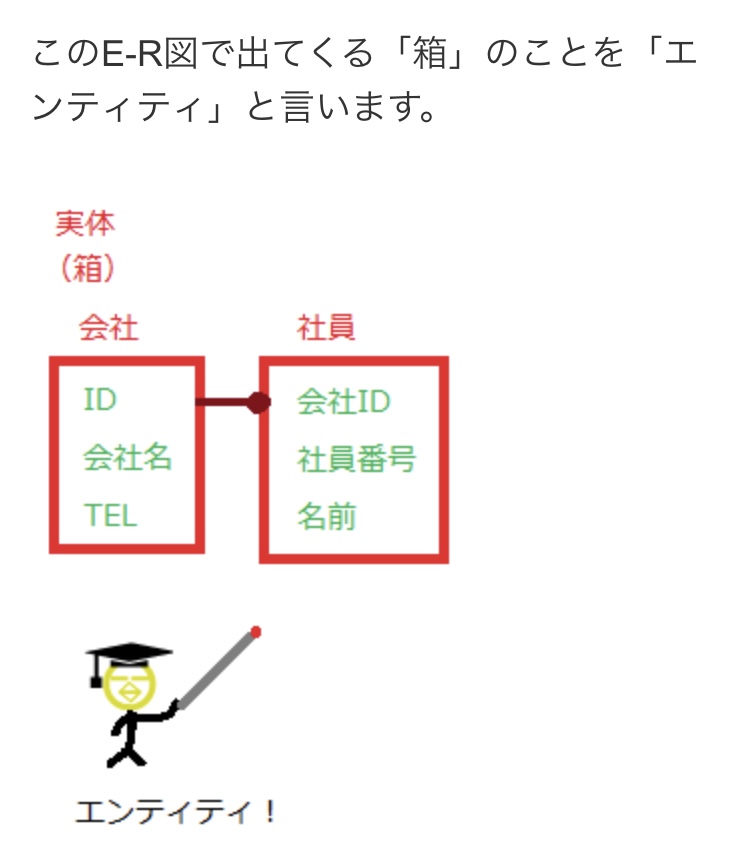 このE-R図で出てくる「箱」のことを「エ
ンティティ」と言います。
実体
（箱）
会社
ID
会社名
TEL
社員
会社ID
社員番号
名前
エンティティ！